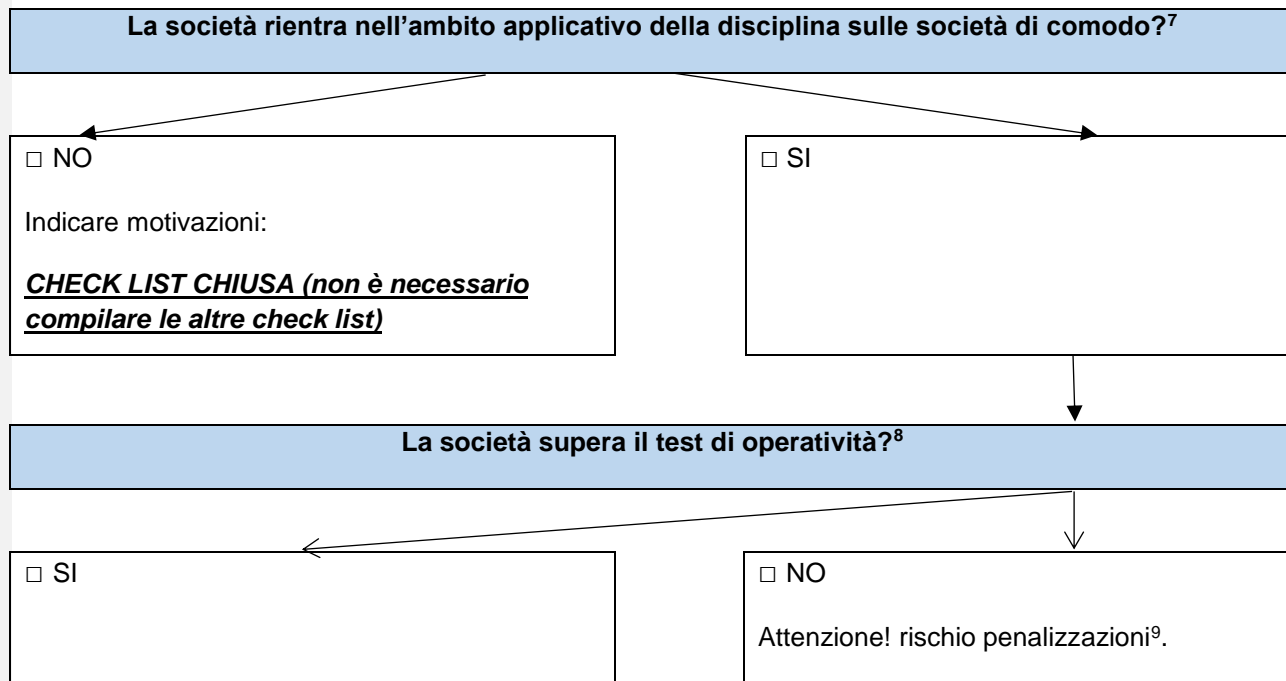 La società rientra nell'ambito applicativo della disciplina sulle società di comodo?⁷
□ NO
Indicare motivazioni:
CHECK LIST CHIUSA (non è necessario
compilare le altre check list)
□ SI
La società supera il test di operatività?⁸
□ SI
□ NO
Attenzione! rischio penalizzazioni⁹.